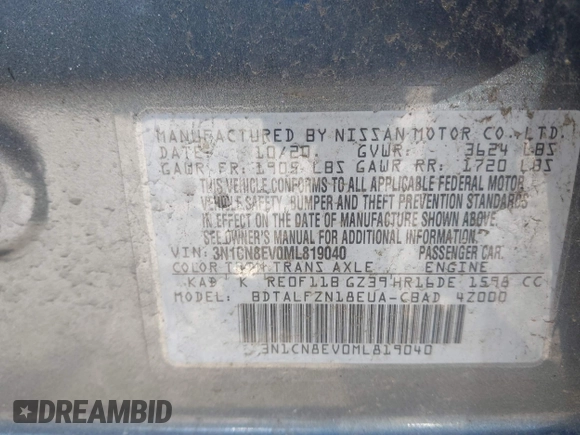 MANUFACTURED BY NISSAN MOTOR CO., LTD.
DATE: 10/20 GVWR: 3624 LBS
GAWR FR: 1905 LBS GAWR RR: 1720 LBS
THIS VEHICLE CONFORMS TO ALL APPLICABLE FEDERAL MOTOR
VEHICLE SAFETY, BUMPER AND THEFT PREVENTION STANDARDS
IN EFFECT ON THE DATE OF MANUFACTURE SHOWN ABOVE.
SEE OWNER'S MANUAL FOR ADDITIONAL INFORMATION.
VIN: 3N1CN8EV0ML819040 PASSENGER CAR
COLOR TRIM TRANS AXLE ENGINE
KAD K RE0F11B GZ39 HR16DE 1598 CC
MODEL: BDTALFZN18EUA-CBAD 4Z000
3N1CN8EV0ML819040
DREAMBID